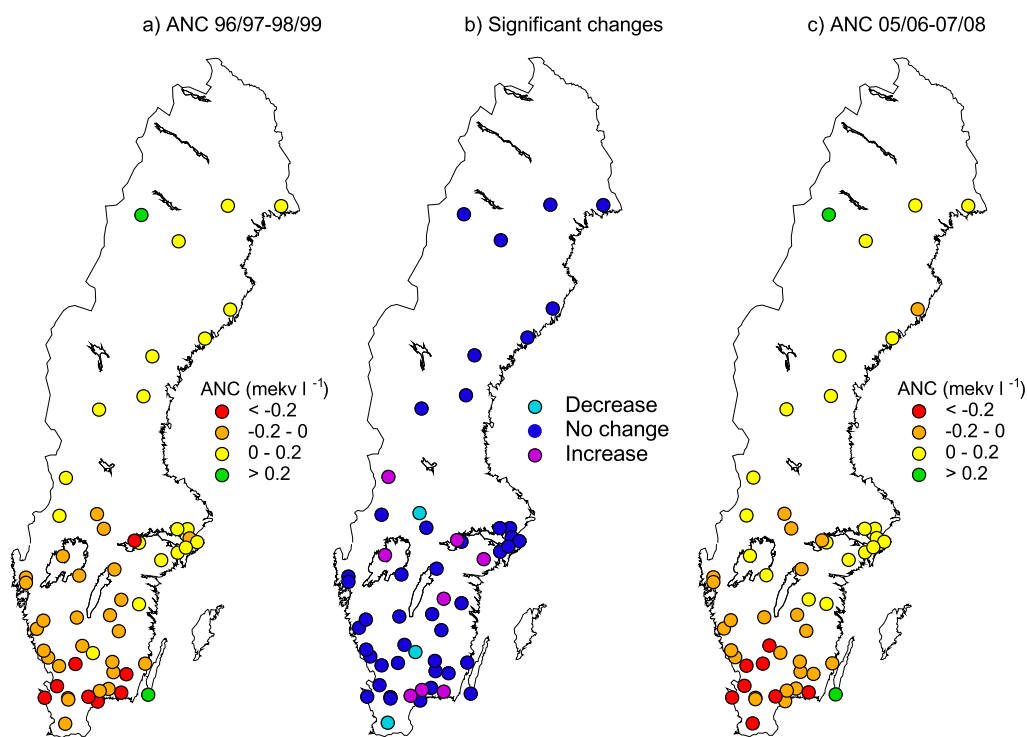 a) ANC 96/97-98/99
b) Significant changes
c) ANC 05/06-07/08
ANC (mekv l -1)
< -0.2
-0.2 - 0
0 - 0.2
> 0.2
Decrease
No change
Increase
ANC (mekv l -1)
< -0.2
-0.2 - 0
0 - 0.2
> 0.2